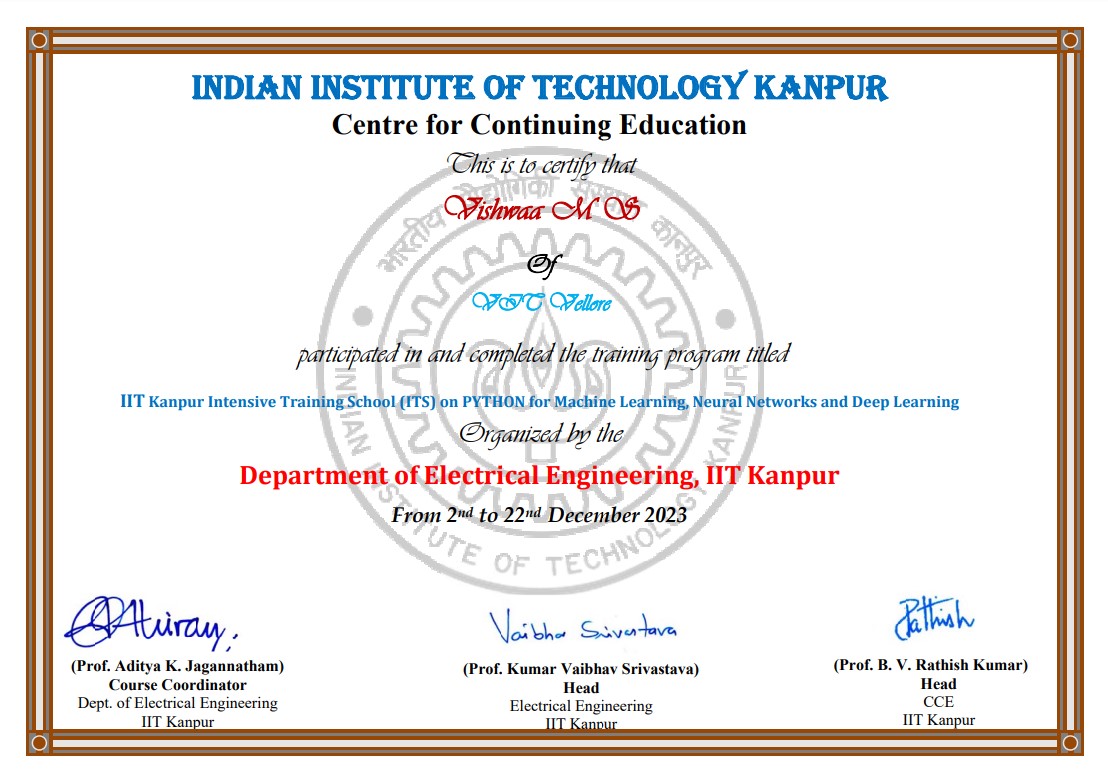 INDIAN INSTITUTE OF TECHNOLOGY KANPUR
Centre for Continuing Education
This is to certify that
Vishwaa M S
Of
VIT Vellore
participated in and completed the training program titled
IIT Kanpur Intensive Training School (ITS) on PYTHON for Machine Learning, Neural Networks and Deep Learning
Organized by the
Department of Electrical Engineering, IIT Kanpur
From 2nd to 22nd December 2023
भारतीय प्रौद्योगिकी संस्थान कानपुर
INDIAN INSTITUTE OF TECHNOLOGY KANPUR
Vaibhav Srivastava
Rathish
(Prof. Aditya K. Jagannatham)
Course Coordinator
Dept. of Electrical Engineering
IIT Kanpur
(Prof. Kumar Vaibhav Srivastava)
Head
Electrical Engineering
IIT Kanpur
(Prof. B. V. Rathish Kumar)
Head
CCE
IIT Kanpur